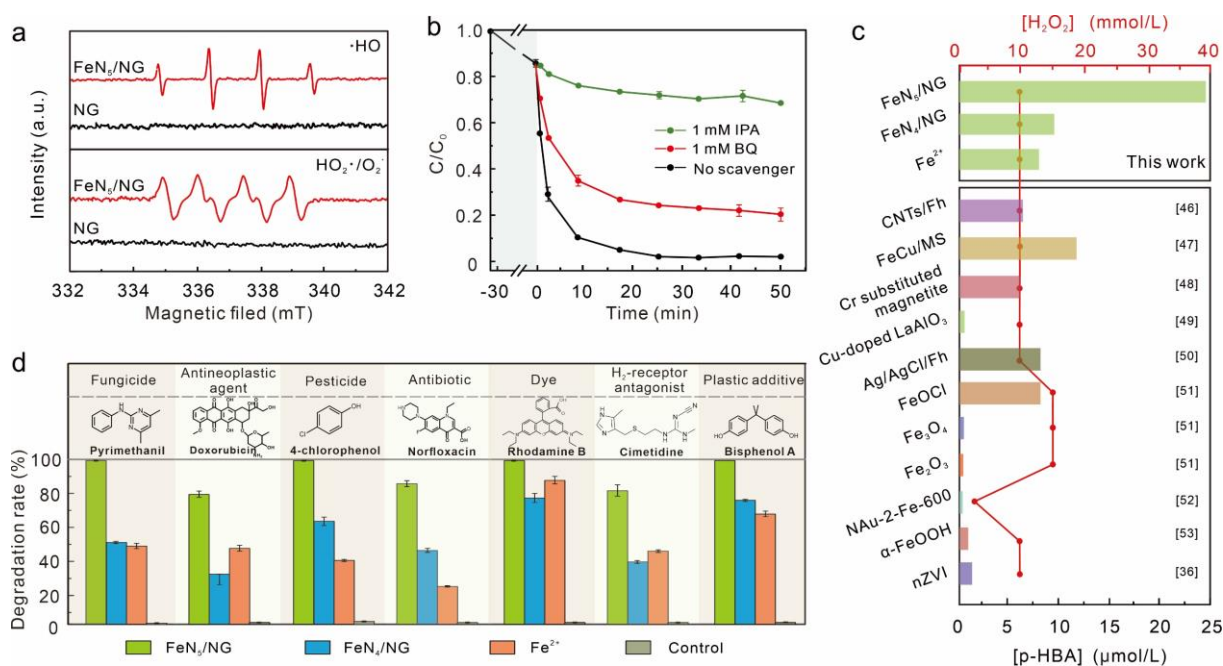 a
Intensity (a.u.)
·HO
FeN₅/NG
NG
HO₂·/O₂·
FeN₅/NG
NG
332 334 336 338 340 342
Magnetic filed (mT)
b
C/C₀
1.0
0.8
0.6
0.4
0.2
0
1 mM IPA
1 mM BQ
No scavenger
-30 0 10 20 30 40 50
Time (min)
c
[H₂O₂] (mmol/L)
0 10 20 30 40
FeN₅/NG
FeN₄/NG
Fe²⁺
This work
CNTs/Fh [46]
FeCu/MS [47]
Cr substituted
magnetite [48]
Cu-doped LaAlO₃ [49]
Ag/AgCl/Fh [50]
FeOCl [51]
Fe₃O₄ [51]
Fe₂O₃ [51]
NAu-2-Fe-600 [52]
α-FeOOH [53]
nZVI [36]
0 5 10 15 20 25
[p-HBA] (μmol/L)
d
Degradation rate (%)
100
80
60
40
20
0
Fungicide
Pyrimethanil
Antineoplastic
agent
Doxorubicin
Pesticide
4-chlorophenol
Antibiotic
Norfloxacin
Dye
Rhodamine B
H₂-receptor
antagonist
Cimetidine
Plastic additive
Bisphenol A
FeN₅/NG FeN₄/NG Fe²⁺ Control